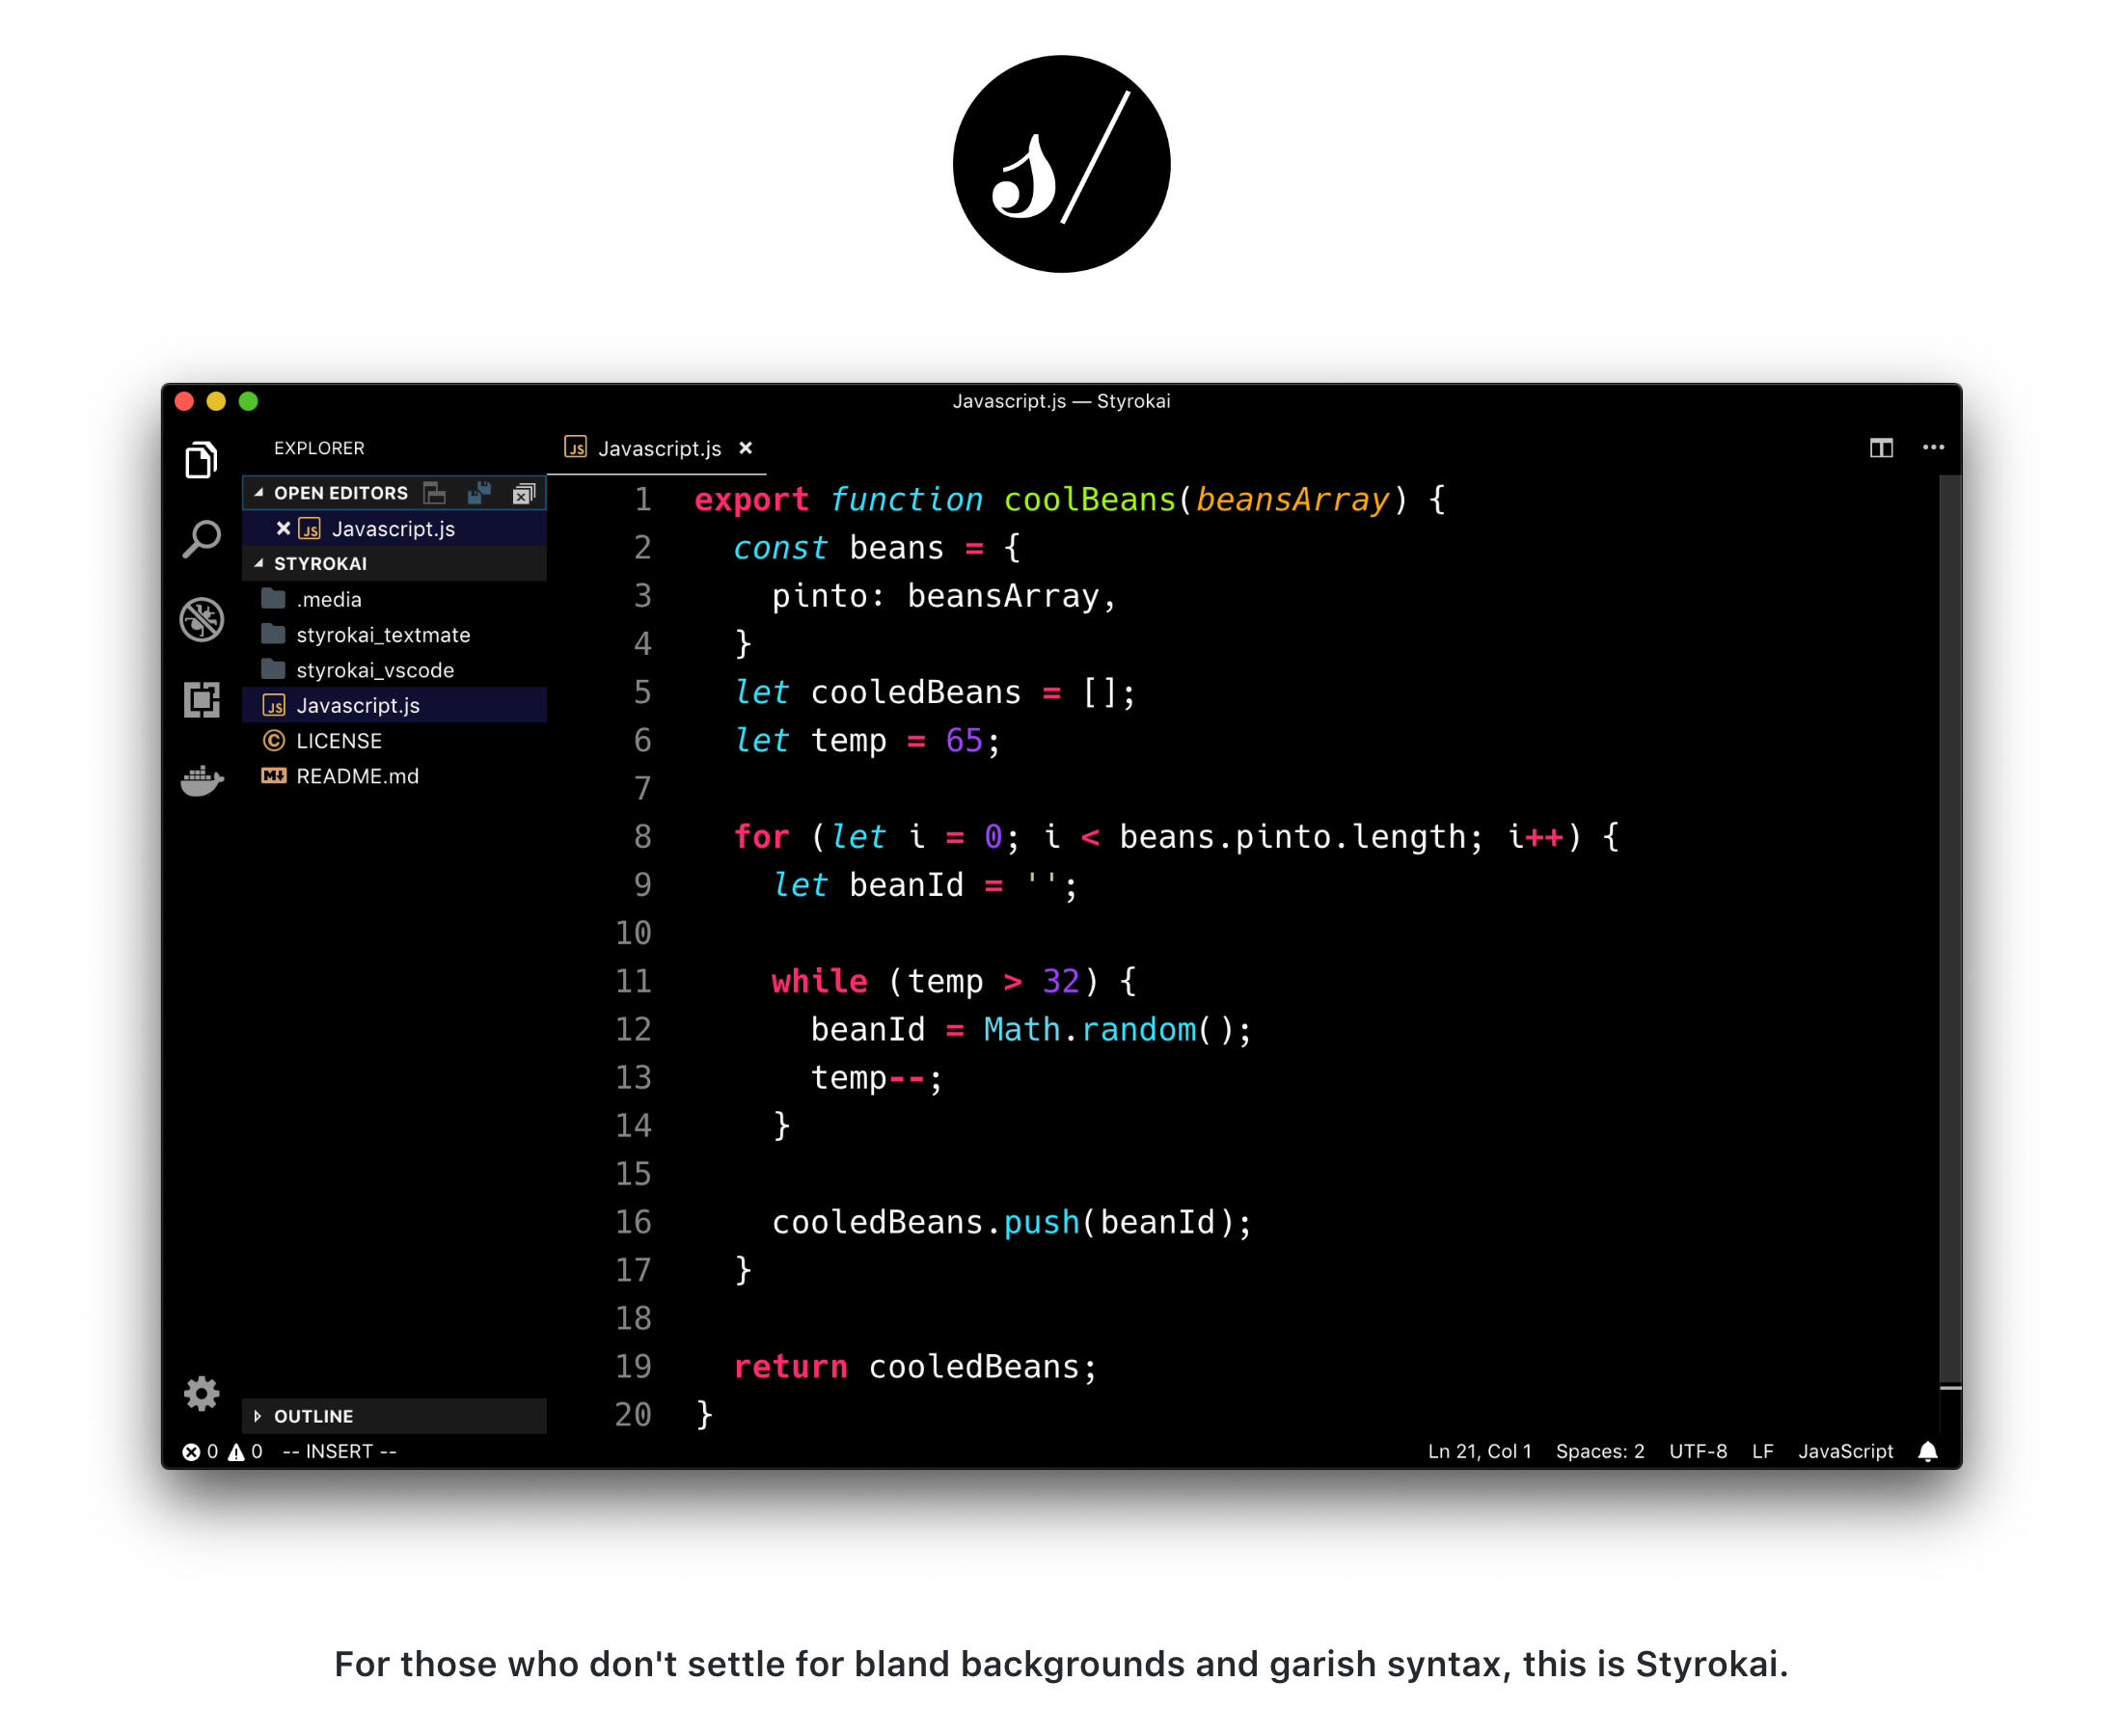 s/
Javascript.js — Styrokai
EXPLORER
OPEN EDITORS
JS Javascript.js
STYROKAI
.media
styrokai_textmate
styrokai_vscode
JS Javascript.js
LICENSE
README.md
OUTLINE
JS Javascript.js
1 export function coolBeans(beansArray) {
2   const beans = {
3     pinto: beansArray,
4   }
5   let cooledBeans = [];
6   let temp = 65;
7
8   for (let i = 0; i < beans.pinto.length; i++) {
9     let beanId = '';
10
11     while (temp > 32) {
12       beanId = Math.random();
13       temp--;
14     }
15
16     cooledBeans.push(beanId);
17   }
18
19   return cooledBeans;
20 }
0 0 -- INSERT -- Ln 21, Col 1 Spaces: 2 UTF-8 LF JavaScript
For those who don't settle for bland backgrounds and garish syntax, this is Styrokai.